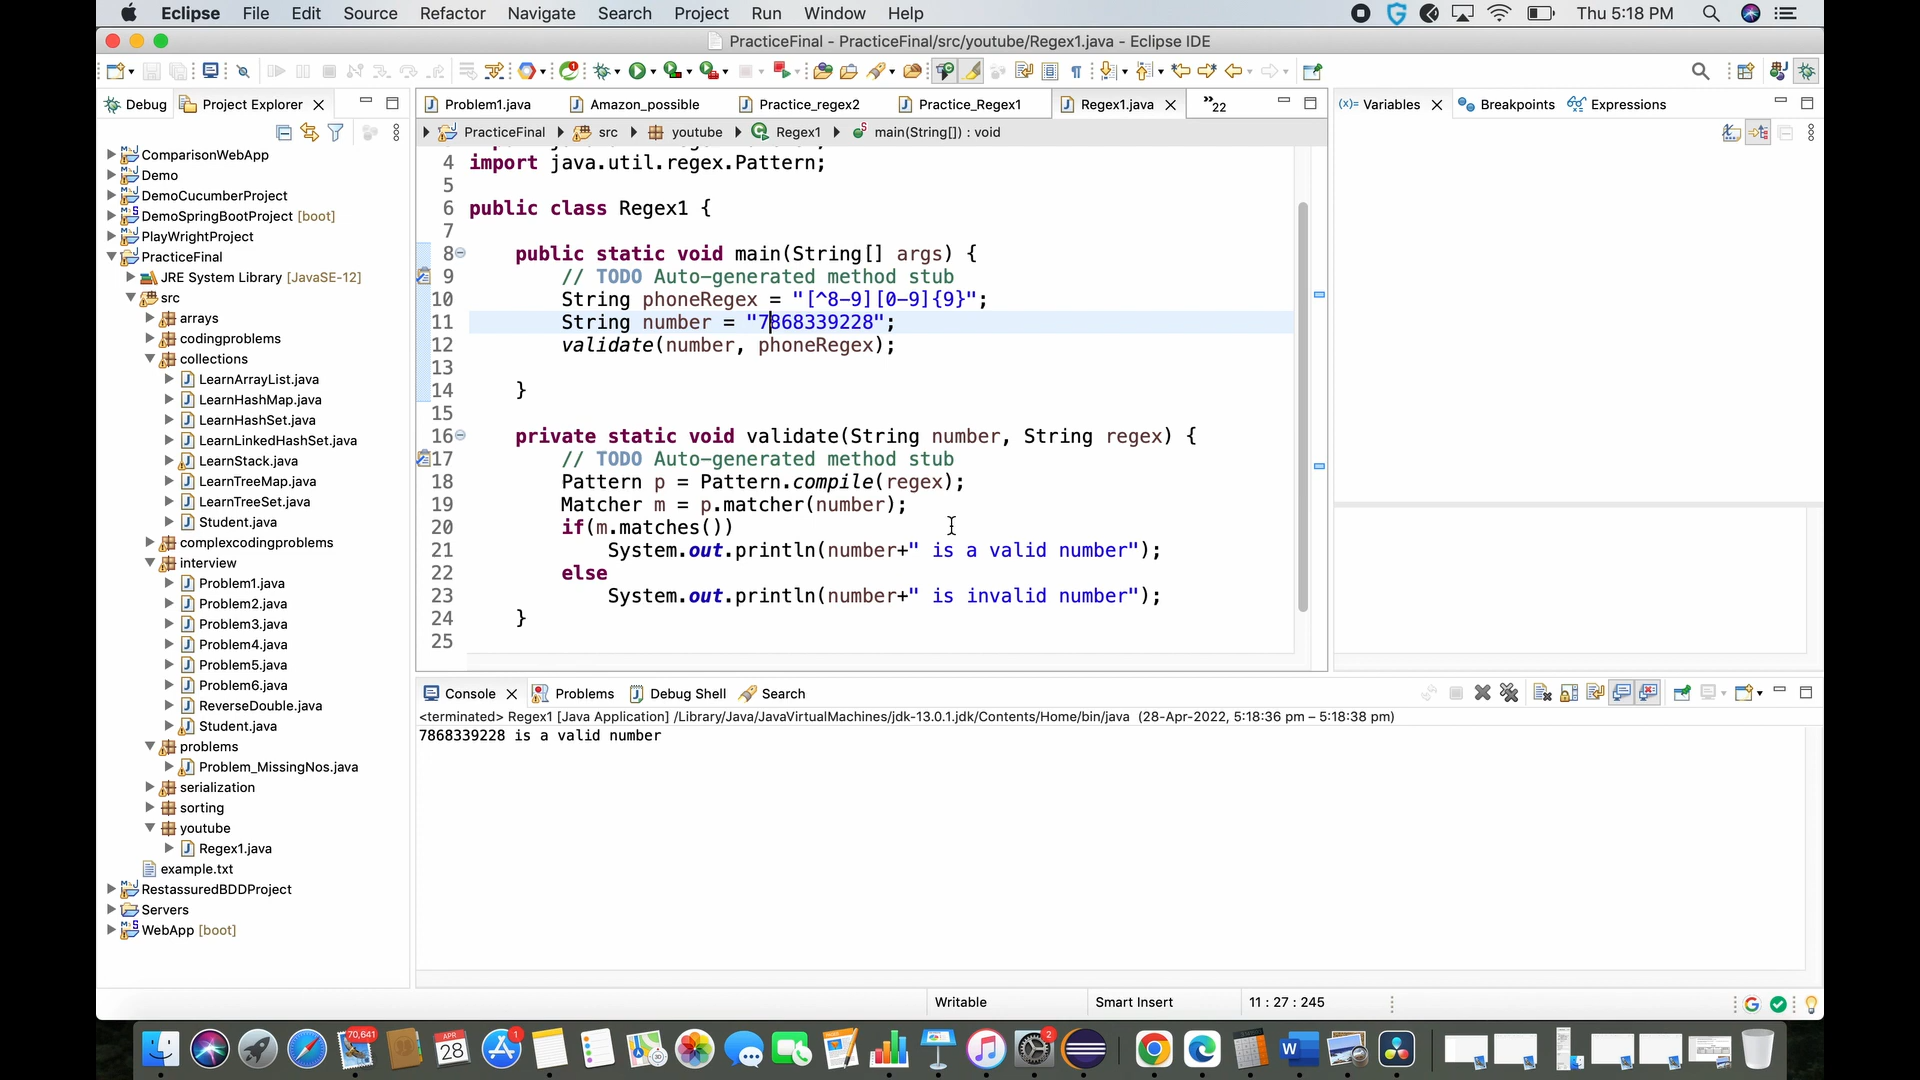 Eclipse File Edit Source Refactor Navigate Search Project Run Window Help Thu 5:18 PM
PracticeFinal - PracticeFinal/src/youtube/Regex1.java - Eclipse IDE
Debug Project Explorer
Problem1.java Amazon_possible Practice_regex2 Practice_Regex1 Regex1.java »22
Variables Breakpoints Expressions
PracticeFinal src youtube Regex1 main(String[]) : void
ComparisonWebApp
Demo
DemoCucumberProject
DemoSpringBootProject [boot]
PlayWrightProject
PracticeFinal
JRE System Library [JavaSE-12]
src
arrays
codingproblems
collections
LearnArrayList.java
LearnHashMap.java
LearnHashSet.java
LearnLinkedHashSet.java
LearnStack.java
LearnTreeMap.java
LearnTreeSet.java
Student.java
complexcodingproblems
interview
Problem1.java
Problem2.java
Problem3.java
Problem4.java
Problem5.java
Problem6.java
ReverseDouble.java
Student.java
problems
Problem_MissingNos.java
serialization
sorting
youtube
Regex1.java
example.txt
RestassuredBDDProject
Servers
WebApp [boot]
4 import java.util.regex.Pattern;
5
6 public class Regex1 {
7
8 public static void main(String[] args) {
9 // TODO Auto-generated method stub
10 String phoneRegex = "[^8-9][0-9]{9}";
11 String number = "7868339228";
12 validate(number, phoneRegex);
13
14 }
15
16 private static void validate(String number, String regex) {
17 // TODO Auto-generated method stub
18 Pattern p = Pattern.compile(regex);
19 Matcher m = p.matcher(number);
20 if(m.matches())
21 System.out.println(number+" is a valid number");
22 else
23 System.out.println(number+" is invalid number");
24 }
25
Console Problems Debug Shell Search
<terminated> Regex1 [Java Application] /Library/Java/JavaVirtualMachines/jdk-13.0.1.jdk/Contents/Home/bin/java (28-Apr-2022, 5:18:36 pm – 5:18:38 pm)
7868339228 is a valid number
Writable Smart Insert 11 : 27 : 245
70,641
APR
28
1
2